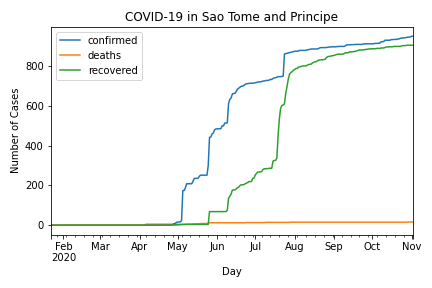 COVID-19 in Sao Tome and Principe
confirmed
deaths
recovered
Number of Cases
800
600
400
200
0
Feb Mar Apr May Jun Jul Aug Sep Oct Nov
2020
Day